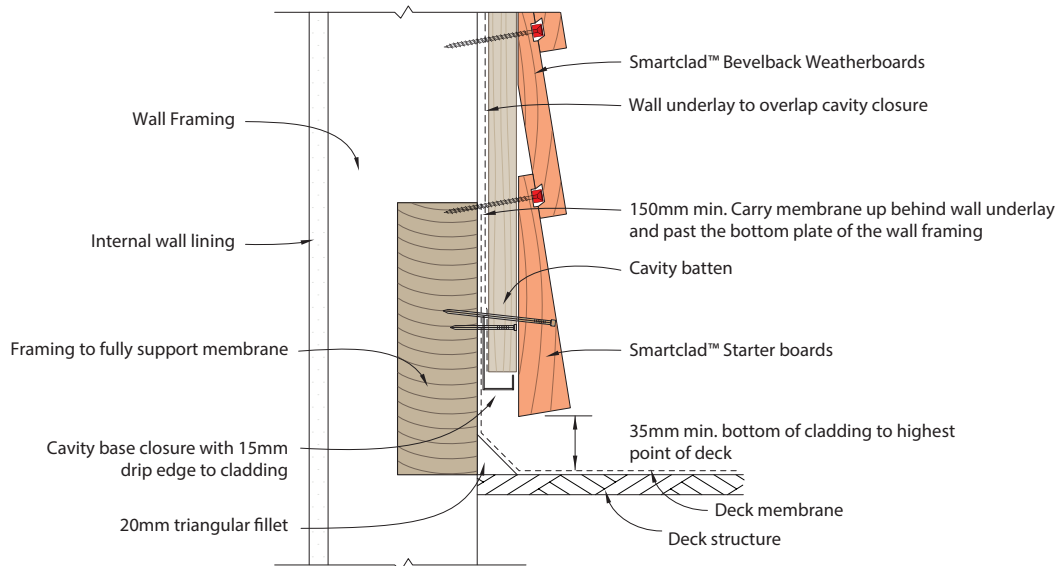 Smartclad™ Bevelback Weatherboards
Wall underlay to overlap cavity closure
Wall Framing
150mm min. Carry membrane up behind wall underlay
and past the bottom plate of the wall framing
Internal wall lining
Cavity batten
Framing to fully support membrane
Smartclad™ Starter boards
Cavity base closure with 15mm
drip edge to cladding
35mm min. bottom of cladding to highest
point of deck
20mm triangular fillet
Deck membrane
Deck structure